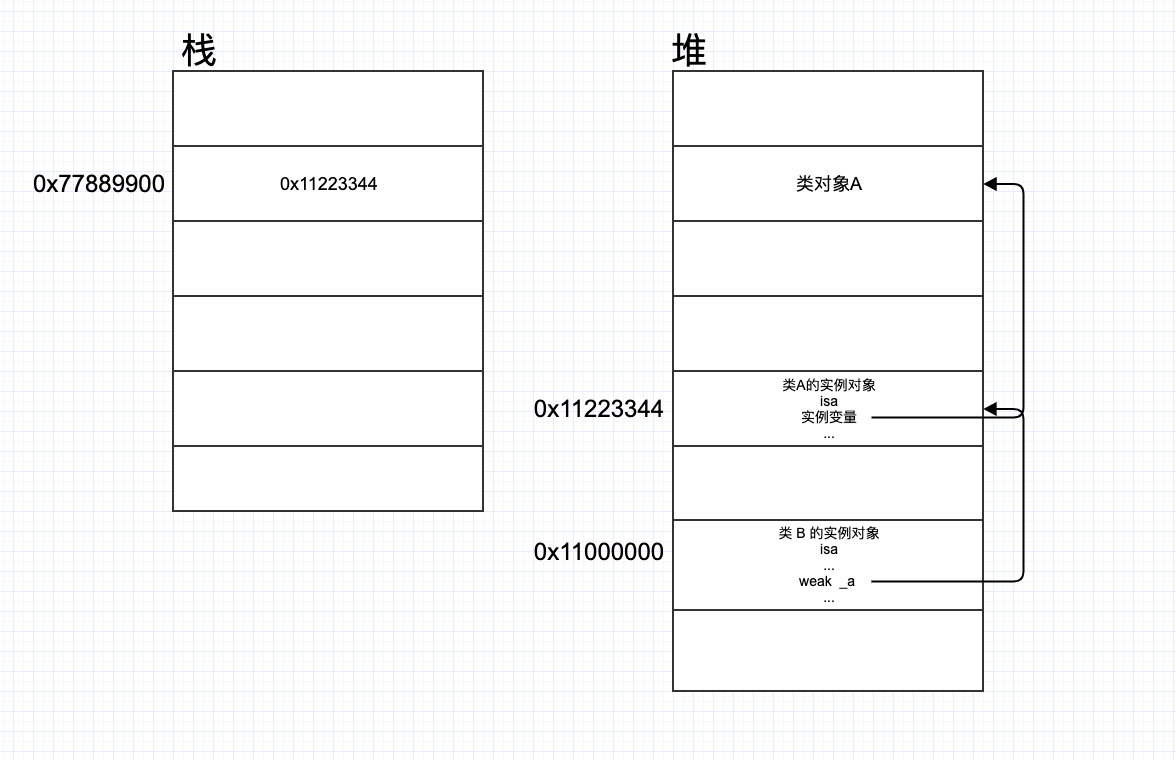 栈
0x77889900
0x11223344
堆
类对象A
0x11223344
类A的实例对象
isa
实例变量
...
0x11000000
类 B 的实例对象
isa
...
weak _a
...